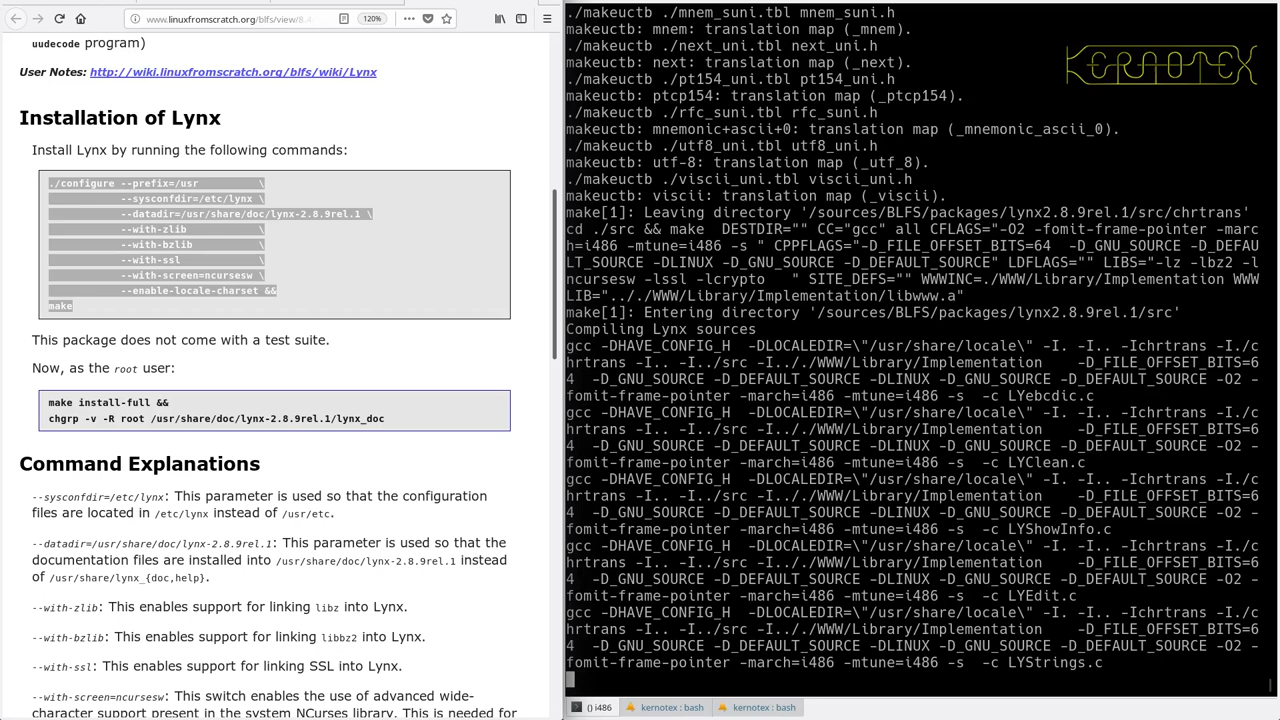 www.linuxfromscratch.org/blfs/view/8.4
120%
uudecode program)
User Notes: http://wiki.linuxfromscratch.org/blfs/wiki/Lynx
Installation of Lynx
Install Lynx by running the following commands:
./configure --prefix=/usr \
--sysconfdir=/etc/lynx \
--datadir=/usr/share/doc/lynx-2.8.9rel.1 \
--with-zlib \
--with-bzlib \
--with-ssl \
--with-screen=ncursesw \
--enable-locale-charset &&
make
This package does not come with a test suite.
Now, as the root user:
make install-full &&
chgrp -v -R root /usr/share/doc/lynx-2.8.9rel.1/lynx_doc
Command Explanations
--sysconfdir=/etc/lynx: This parameter is used so that the configuration
files are located in /etc/lynx instead of /usr/etc.
--datadir=/usr/share/doc/lynx-2.8.9rel.1: This parameter is used so that the
documentation files are installed into /usr/share/doc/lynx-2.8.9rel.1 instead
of /usr/share/lynx_{doc,help}.
--with-zlib: This enables support for linking libz into Lynx.
--with-bzlib: This enables support for linking libbz2 into Lynx.
--with-ssl: This enables support for linking SSL into Lynx.
--with-screen=ncursesw: This switch enables the use of advanced wide-
character support present in the system NCurses library. This is needed for
./makeuctb ./mnem_suni.tbl mnem_suni.h
makeuctb: mnem: translation map (_mnem).
./makeuctb ./next_uni.tbl next_uni.h
makeuctb: next: translation map (_next).
./makeuctb ./pt154_uni.tbl pt154_uni.h
makeuctb: ptcp154: translation map (_ptcp154).
./makeuctb ./rfc_suni.tbl rfc_suni.h
makeuctb: mnemonic+ascii+0: translation map (_mnemonic_ascii_0).
./makeuctb ./utf8_uni.tbl utf8_uni.h
makeuctb: utf-8: translation map (_utf_8).
./makeuctb ./viscii_uni.tbl viscii_uni.h
makeuctb: viscii: translation map (_viscii).
make[1]: Leaving directory '/sources/BLFS/packages/lynx2.8.9rel.1/src/chrtrans'
cd ./src && make  DESTDIR="" CC="gcc" all CFLAGS="-O2 -fomit-frame-pointer -marc
h=i486 -mtune=i486 -s " CPPFLAGS="-D_FILE_OFFSET_BITS=64  -D_GNU_SOURCE -D_DEFAU
LT_SOURCE -DLINUX -D_GNU_SOURCE -D_DEFAULT_SOURCE" LDFLAGS="" LIBS="-lz -lbz2 -l
ncursesw -lssl -lcrypto   " SITE_DEFS="" WWWINC=./WWW/Library/Implementation WWW
LIB="../WWW/Library/Implementation/libwww.a"
make[1]: Entering directory '/sources/BLFS/packages/lynx2.8.9rel.1/src'
Compiling Lynx sources
gcc -DHAVE_CONFIG_H  -DLOCALEDIR=\"/usr/share/locale\" -I. -I.. -Ichrtrans -I./c
hrtrans -I.. -I../src -I.././WWW/Library/Implementation     -D_FILE_OFFSET_BITS=6
4  -D_GNU_SOURCE -D_DEFAULT_SOURCE -DLINUX -D_GNU_SOURCE -D_DEFAULT_SOURCE -O2 -
fomit-frame-pointer -march=i486 -mtune=i486 -s  -c LYebcdic.c
gcc -DHAVE_CONFIG_H  -DLOCALEDIR=\"/usr/share/locale\" -I. -I.. -Ichrtrans -I./c
hrtrans -I.. -I../src -I.././WWW/Library/Implementation     -D_FILE_OFFSET_BITS=6
4  -D_GNU_SOURCE -D_DEFAULT_SOURCE -DLINUX -D_GNU_SOURCE -D_DEFAULT_SOURCE -O2 -
fomit-frame-pointer -march=i486 -mtune=i486 -s  -c LYClean.c
gcc -DHAVE_CONFIG_H  -DLOCALEDIR=\"/usr/share/locale\" -I. -I.. -Ichrtrans -I./c
hrtrans -I.. -I../src -I.././WWW/Library/Implementation     -D_FILE_OFFSET_BITS=6
4  -D_GNU_SOURCE -D_DEFAULT_SOURCE -DLINUX -D_GNU_SOURCE -D_DEFAULT_SOURCE -O2 -
fomit-frame-pointer -march=i486 -mtune=i486 -s  -c LYShowInfo.c
gcc -DHAVE_CONFIG_H  -DLOCALEDIR=\"/usr/share/locale\" -I. -I.. -Ichrtrans -I./c
hrtrans -I.. -I../src -I.././WWW/Library/Implementation     -D_FILE_OFFSET_BITS=6
4  -D_GNU_SOURCE -D_DEFAULT_SOURCE -DLINUX -D_GNU_SOURCE -D_DEFAULT_SOURCE -O2 -
fomit-frame-pointer -march=i486 -mtune=i486 -s  -c LYEdit.c
gcc -DHAVE_CONFIG_H  -DLOCALEDIR=\"/usr/share/locale\" -I. -I.. -Ichrtrans -I./c
hrtrans -I.. -I../src -I.././WWW/Library/Implementation     -D_FILE_OFFSET_BITS=6
4  -D_GNU_SOURCE -D_DEFAULT_SOURCE -DLINUX -D_GNU_SOURCE -D_DEFAULT_SOURCE -O2 -
fomit-frame-pointer -march=i486 -mtune=i486 -s  -c LYStrings.c
KERNOTEX
() i486
kernotex : bash
kernotex : bash